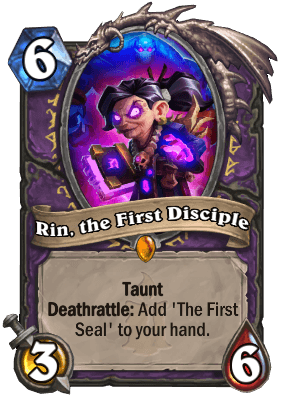 6
Rin, the First Disciple
Taunt
Deathrattle: Add 'The First
Seal' to your hand.
3
6